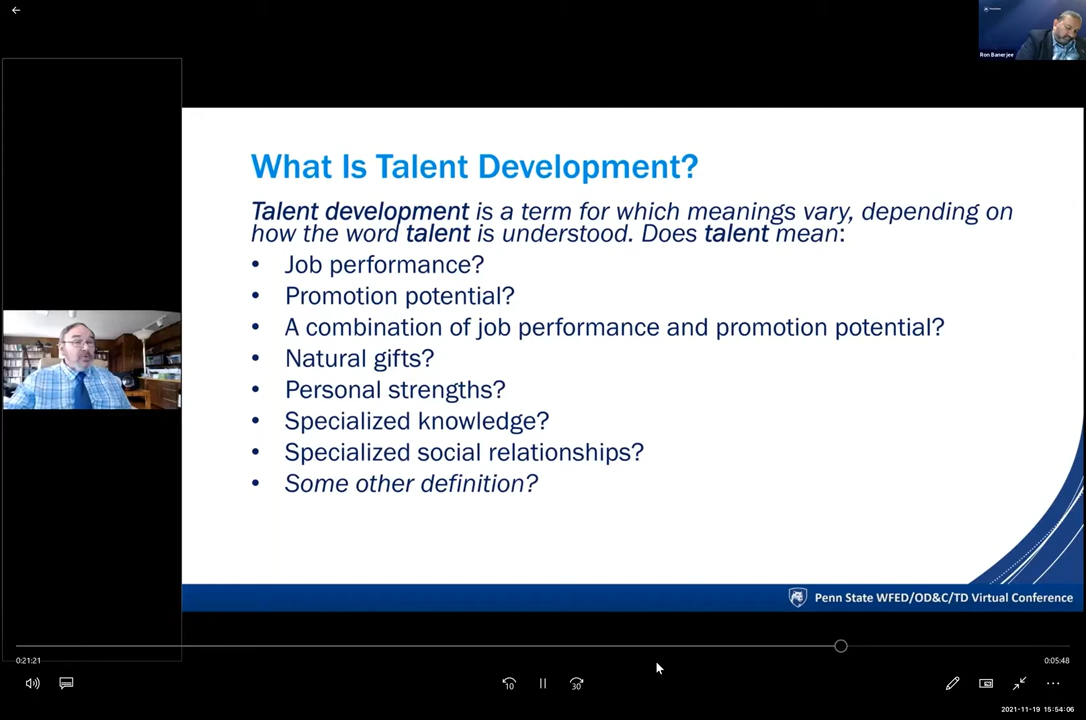 Ron Banerjee
What Is Talent Development?
Talent development is a term for which meanings vary, depending on
how the word talent is understood. Does talent mean:
• Job performance?
• Promotion potential?
• A combination of job performance and promotion potential?
• Natural gifts?
• Personal strengths?
• Specialized knowledge?
• Specialized social relationships?
• Some other definition?
Penn State WFED/OD&C/TD Virtual Conference
0:21:21
0:05:48
10
30
2021-11-19 15:54:06